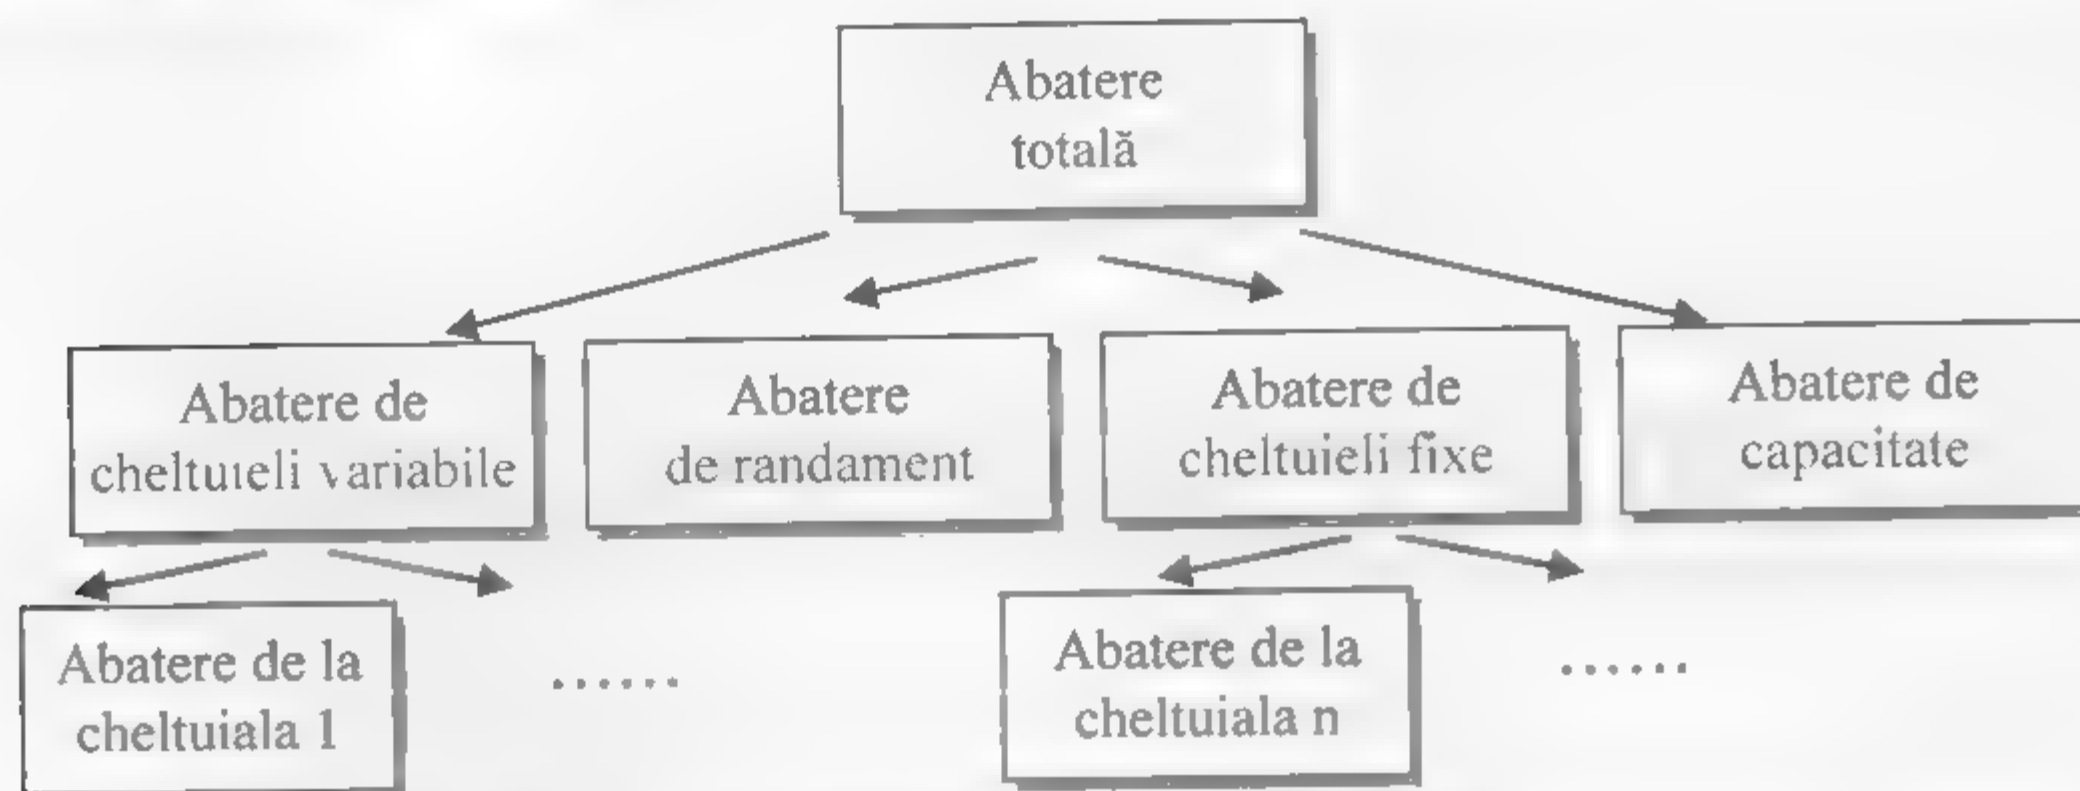 Abatere
totală
Abatere de
cheltuieli variabile
Abatere
de randament
Abatere de
cheltuieli fixe
Abatere de
capacitate
Abatere de la
cheltuiala 1
......
Abatere de la
cheltuiala n
......